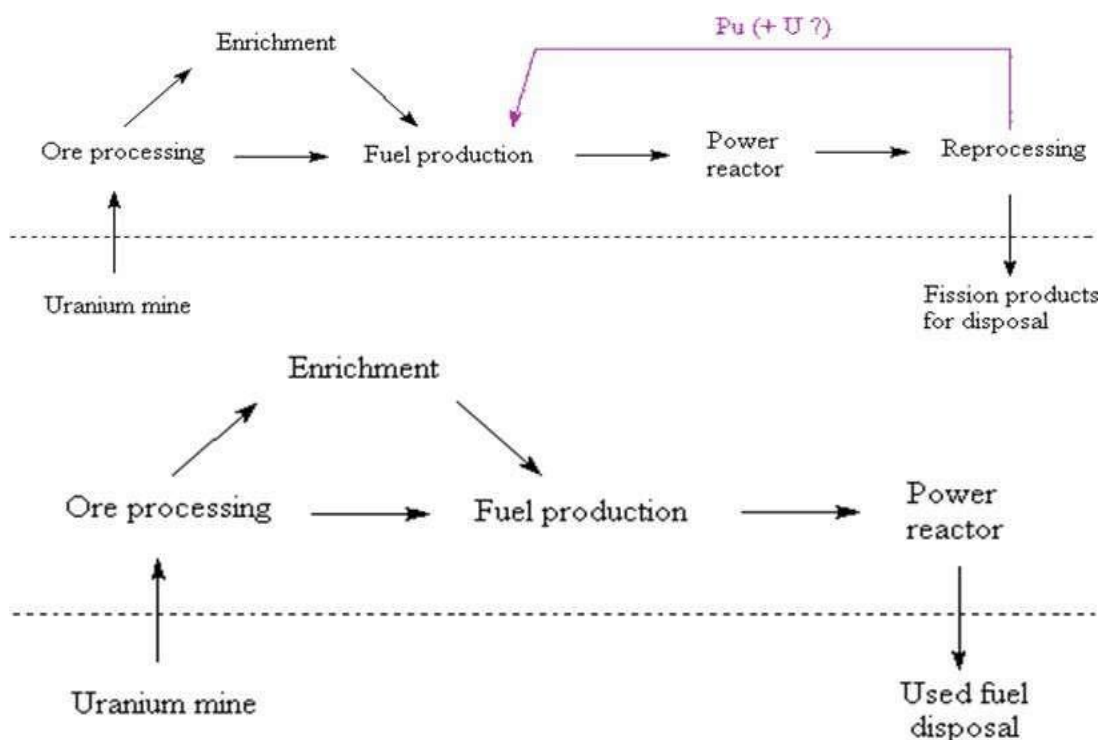 Pu (+ U ?)
Enrichment
Ore processing
Fuel production
Power
reactor
Reprocessing
Uranium mine
Fission products
for disposal
Enrichment
Ore processing
Fuel production
Power
reactor
Uranium mine
Used fuel
disposal